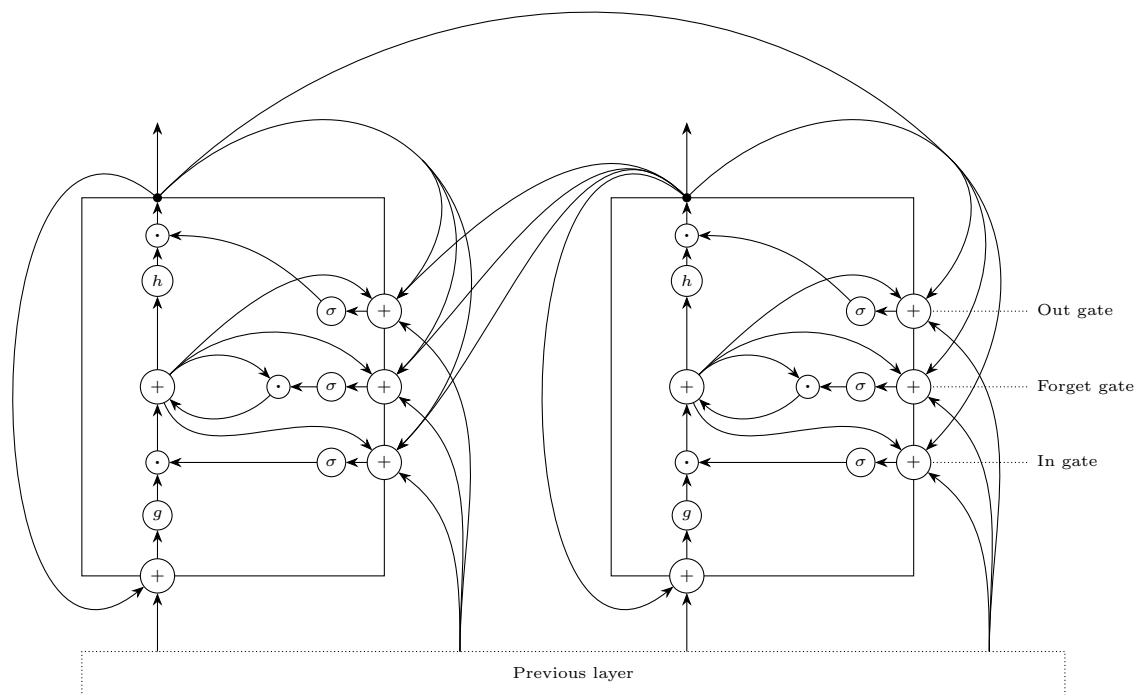 ·
·
h
h
σ
+
σ
+
Out gate
+
·
σ
+
+
·
σ
+
Forget gate
·
σ
+
·
σ
+
In gate
g
g
+
+
Previous layer